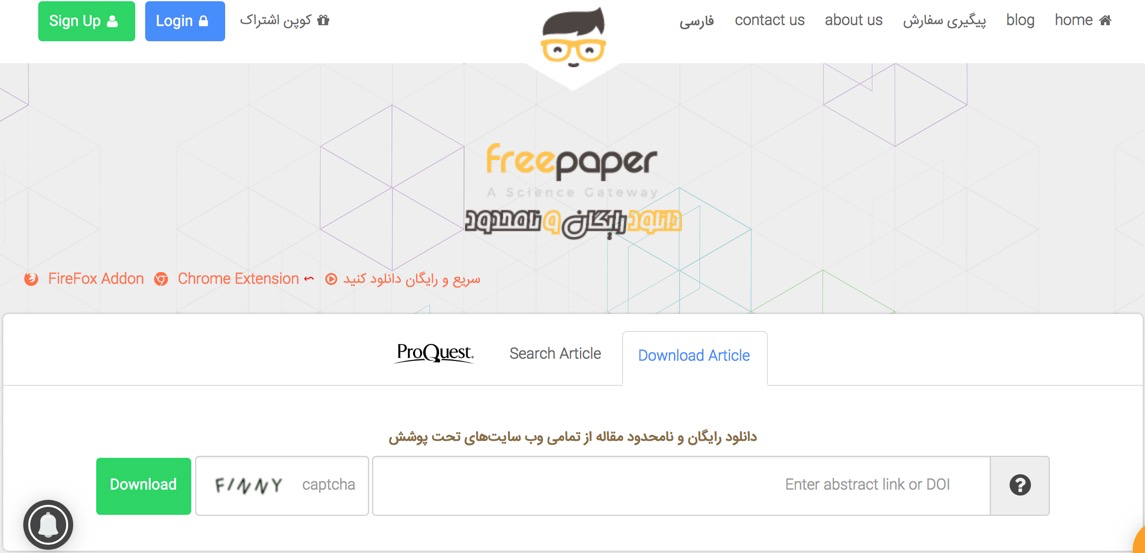 Sign Up
Login
کوپن اشتراک
فارسی
contact us
about us
پیگیری سفارش
blog
home
freepaper
A Science Gateway
دانلود رایگان و نامحدود
FireFox Addon
Chrome Extension
سریع و رایگان دانلود کنید
ProQuest
Search Article
Download Article
دانلود رایگان و نامحدود مقاله از تمامی وب سایت‌های تحت پوشش
Download
FINNY
captcha
Enter abstract link or DOI
?